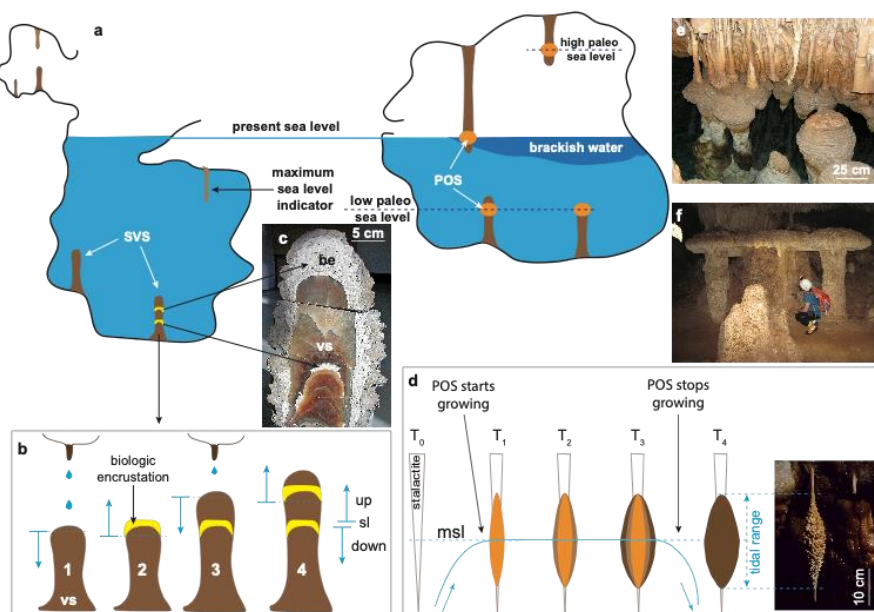 a
high paleo
sea level
e
25 cm
present sea level
brackish water
POS
maximum
sea level
indicator
low paleo
sea level
SVS
c
5 cm
be
vs
f
d
POS starts
growing
POS stops
growing
T0
T1
T2
T3
T4
stalactite
msl
tidal range
10 cm
b
biologic
encrustation
up
sl
down
1
2
3
4
vs